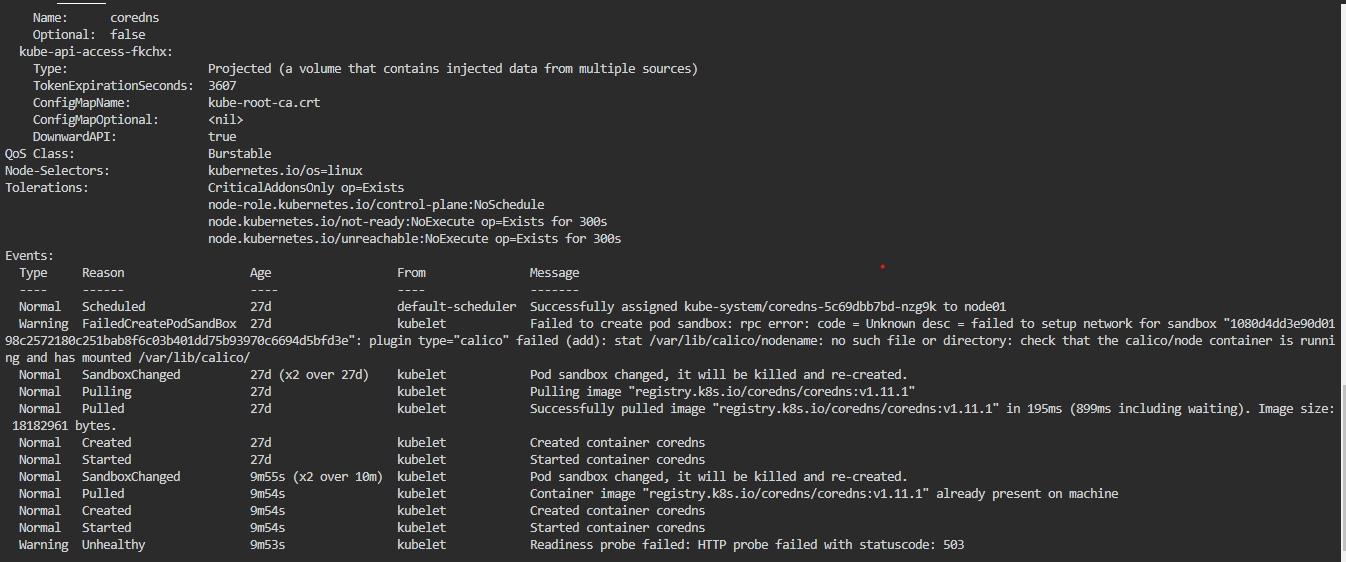 Name: coredns
Optional: false
kube-api-access-fkchx:
Type: Projected (a volume that contains injected data from multiple sources)
TokenExpirationSeconds: 3607
ConfigMapName: kube-root-ca.crt
ConfigMapOptional: <nil>
DownwardAPI: true
QoS Class: Burstable
Node-Selectors: kubernetes.io/os=linux
Tolerations: CriticalAddonsOnly op=Exists
node-role.kubernetes.io/control-plane:NoSchedule
node.kubernetes.io/not-ready:NoExecute op=Exists for 300s
node.kubernetes.io/unreachable:NoExecute op=Exists for 300s
Events:
Type Reason Age From Message
---- ------ ---- ---- -------
Normal Scheduled 27d default-scheduler Successfully assigned kube-system/coredns-5c69dbb7bd-nzg9k to node01
Warning FailedCreatePodSandBox 27d kubelet Failed to create pod sandbox: rpc error: code = Unknown desc = failed to setup network for sandbox "1080d4dd3e90d01
98c2572180c251bab8f6c03b401dd75b93970c6694d5bfd3e": plugin type="calico" failed (add): stat /var/lib/calico/nodename: no such file or directory: check that the calico/node container is runni
ng and has mounted /var/lib/calico/
Normal SandboxChanged 27d (x2 over 27d) kubelet Pod sandbox changed, it will be killed and re-created.
Normal Pulling 27d kubelet Pulling image "registry.k8s.io/coredns/coredns:v1.11.1"
Normal Pulled 27d kubelet Successfully pulled image "registry.k8s.io/coredns/coredns:v1.11.1" in 195ms (899ms including waiting). Image size:
18182961 bytes.
Normal Created 27d kubelet Created container coredns
Normal Started 27d kubelet Started container coredns
Normal SandboxChanged 9m55s (x2 over 10m) kubelet Pod sandbox changed, it will be killed and re-created.
Normal Pulled 9m54s kubelet Container image "registry.k8s.io/coredns/coredns:v1.11.1" already present on machine
Normal Created 9m54s kubelet Created container coredns
Normal Started 9m54s kubelet Started container coredns
Warning Unhealthy 9m53s kubelet Readiness probe failed: HTTP probe failed with statuscode: 503